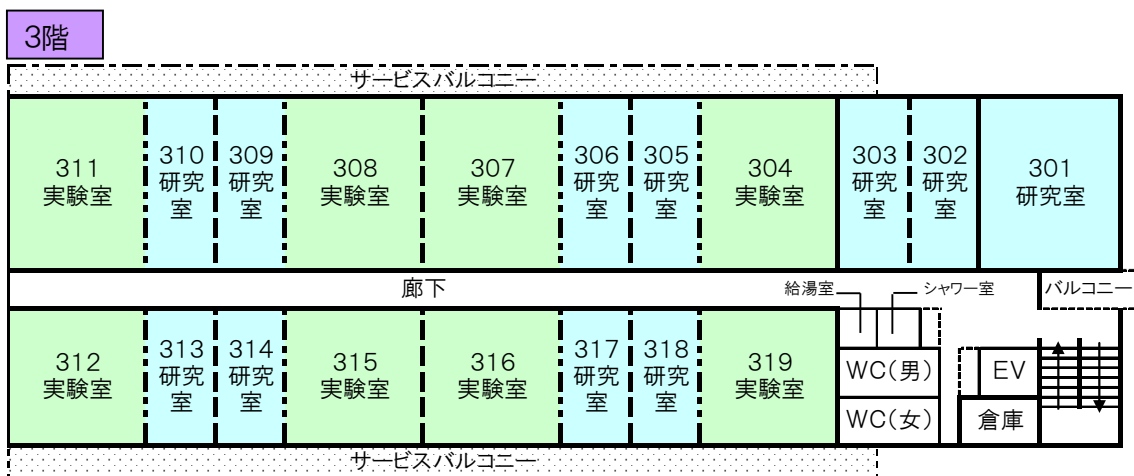 3階
サービスバルコニー
311
実験室
310
研究
室
309
研究
室
308
実験室
307
実験室
306
研究
室
305
研究
室
304
実験室
303
研究
室
302
研究
室
301
研究室
廊下
給湯室
シャワー室
バルコニー
312
実験室
313
研究
室
314
研究
室
315
実験室
316
実験室
317
研究
室
318
研究
室
319
実験室
WC(男)
EV
WC(女)
倉庫
サービスバルコニー